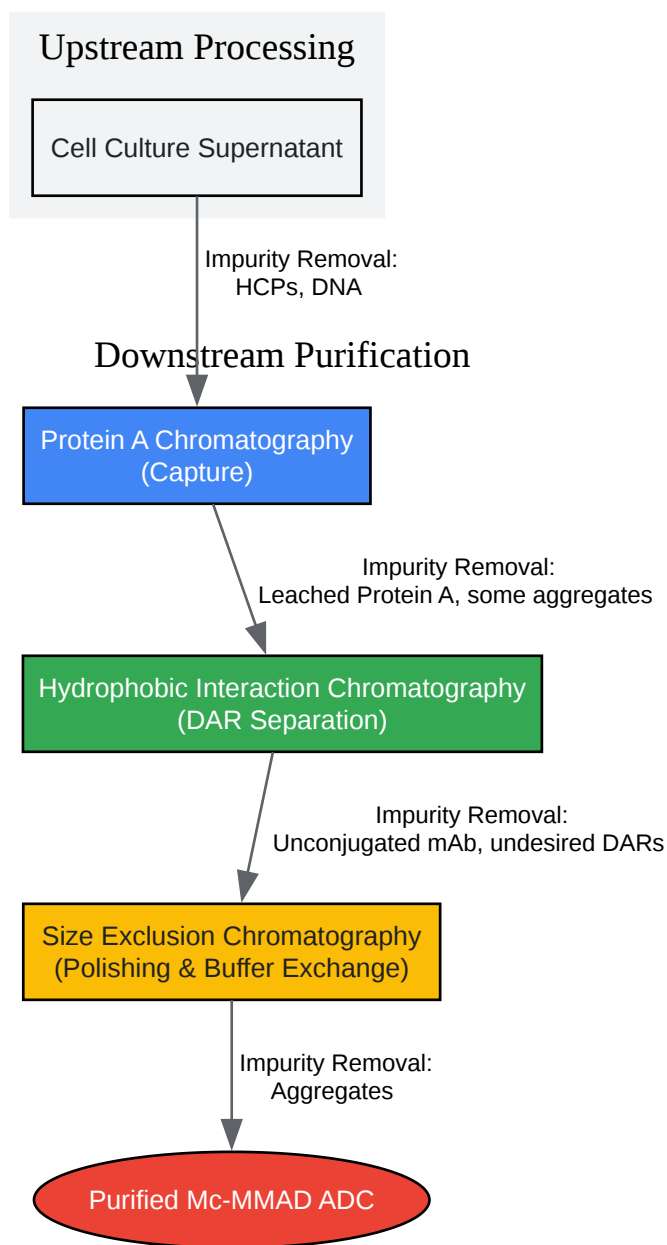 Upstream Processing
Cell Culture Supernatant
Impurity Removal:
HCPs, DNA
Downstream Purification
Protein A Chromatography
(Capture)
Impurity Removal:
Leached Protein A, some aggregates
Hydrophobic Interaction Chromatography
(DAR Separation)
Impurity Removal:
Unconjugated mAb, undesired DARs
Size Exclusion Chromatography
(Polishing & Buffer Exchange)
Impurity Removal:
Aggregates
Purified Mc-MMAD ADC